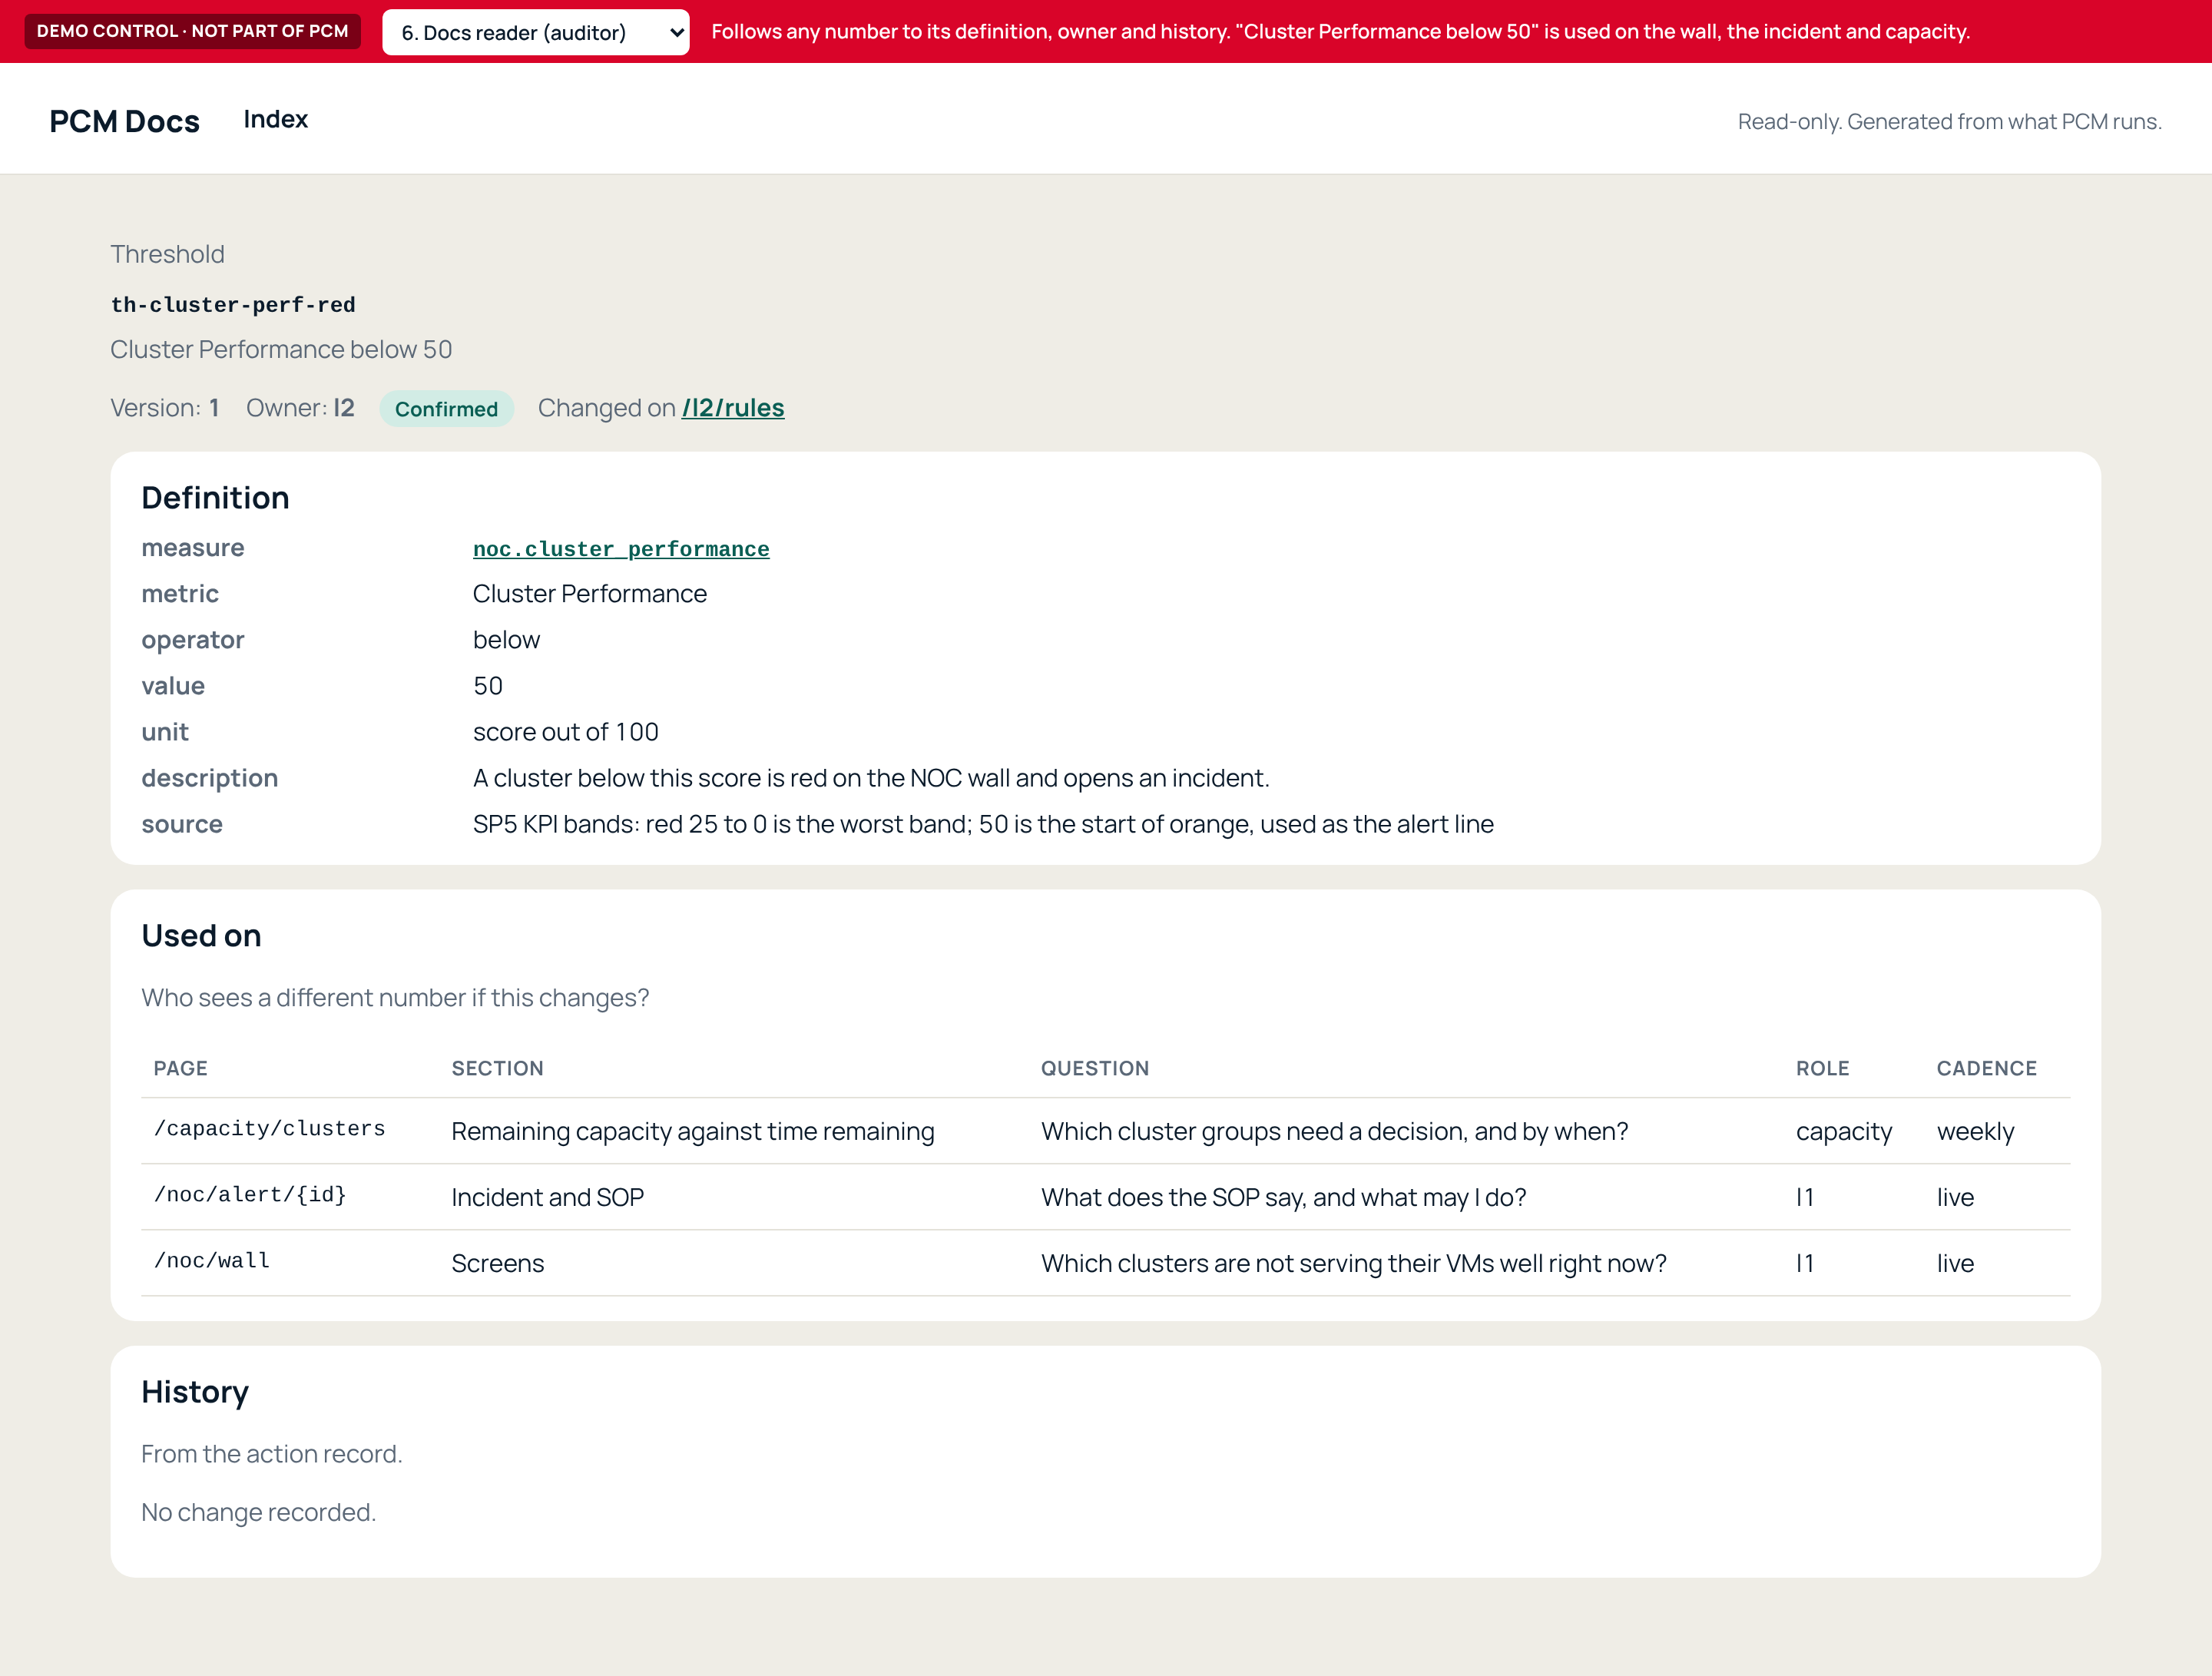 DEMO CONTROL · NOT PART OF PCM
6. Docs reader (auditor)
Follows any number to its definition, owner and history. "Cluster Performance below 50" is used on the wall, the incident and capacity.
PCM Docs
Index
Read-only. Generated from what PCM runs.
Threshold
th-cluster-perf-red
Cluster Performance below 50
Version: 1 Owner: l2 Confirmed Changed on /l2/rules
Definition
measure noc.cluster_performance
metric Cluster Performance
operator below
value 50
unit score out of 100
description A cluster below this score is red on the NOC wall and opens an incident.
source SP5 KPI bands: red 25 to 0 is the worst band; 50 is the start of orange, used as the alert line
Used on
Who sees a different number if this changes?
PAGE SECTION QUESTION ROLE CADENCE
/capacity/clusters Remaining capacity against time remaining Which cluster groups need a decision, and by when? capacity weekly
/noc/alert/{id} Incident and SOP What does the SOP say, and what may I do? l1 live
/noc/wall Screens Which clusters are not serving their VMs well right now? l1 live
History
From the action record.
No change recorded.